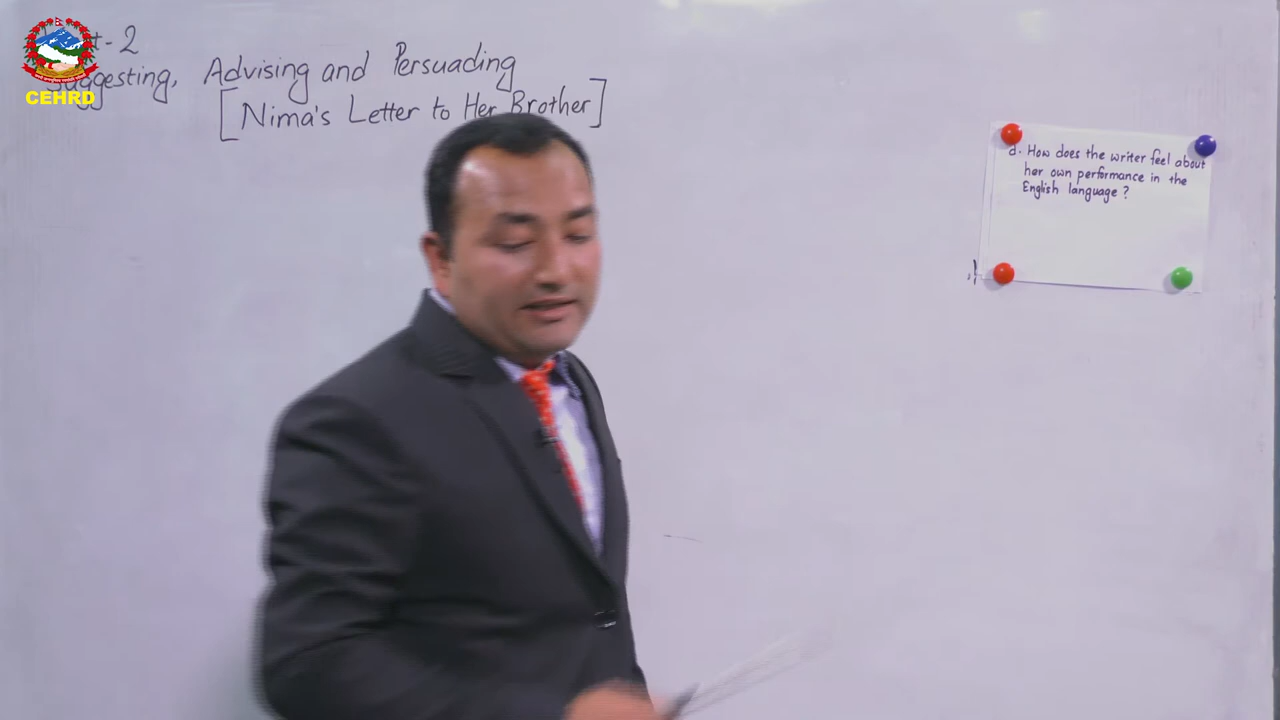 t-2
Suggesting, Advising and Persuading
[Nima's Letter to Her Brother]
CEHRD
d. How does the writer feel about
her own performance in the
English language?